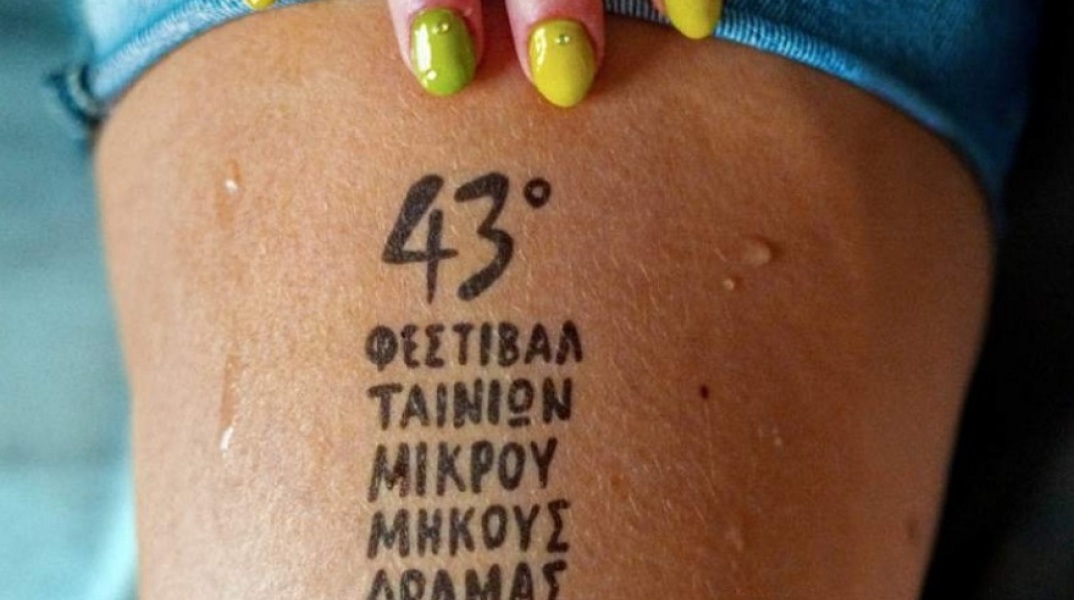 43°
ΦΕΣΤΙΒΑΛ
ΤΑΙΝΙΩΝ
ΜΙΚΡΟΥ
ΜΗΚΟΥΣ
ΔΡΑΜΑΣ